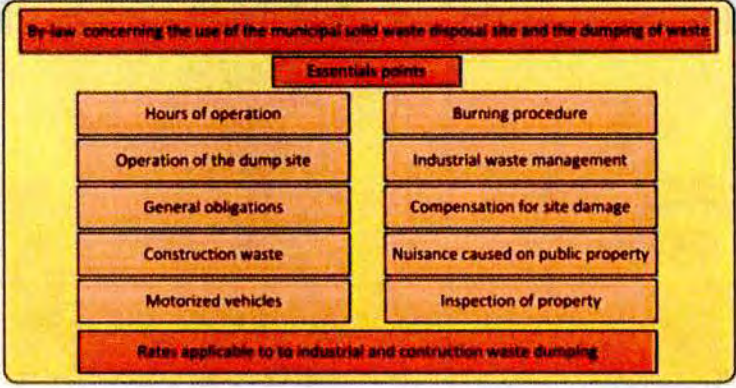 By-law concerning the use of the municipal solid waste disposal site and the dumping of waste
Essentials points
Hours of operation
Operation of the dump site
General obligations
Construction waste
Motorized vehicles
Burning procedure
Industrial waste management
Compensation for site damage
Nuisance caused on public property
Inspection of property
Rates applicable to to industrial and contruction waste dumping